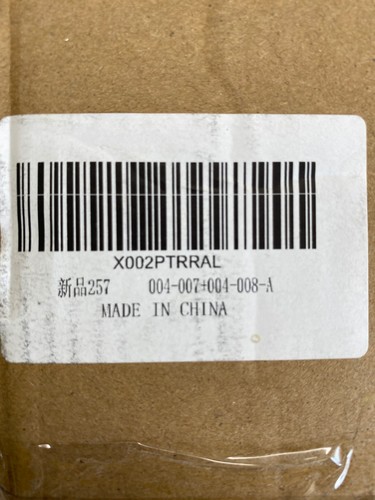 X002PTRRAL
新品257 004-007+004-008-A
MADE IN CHINA